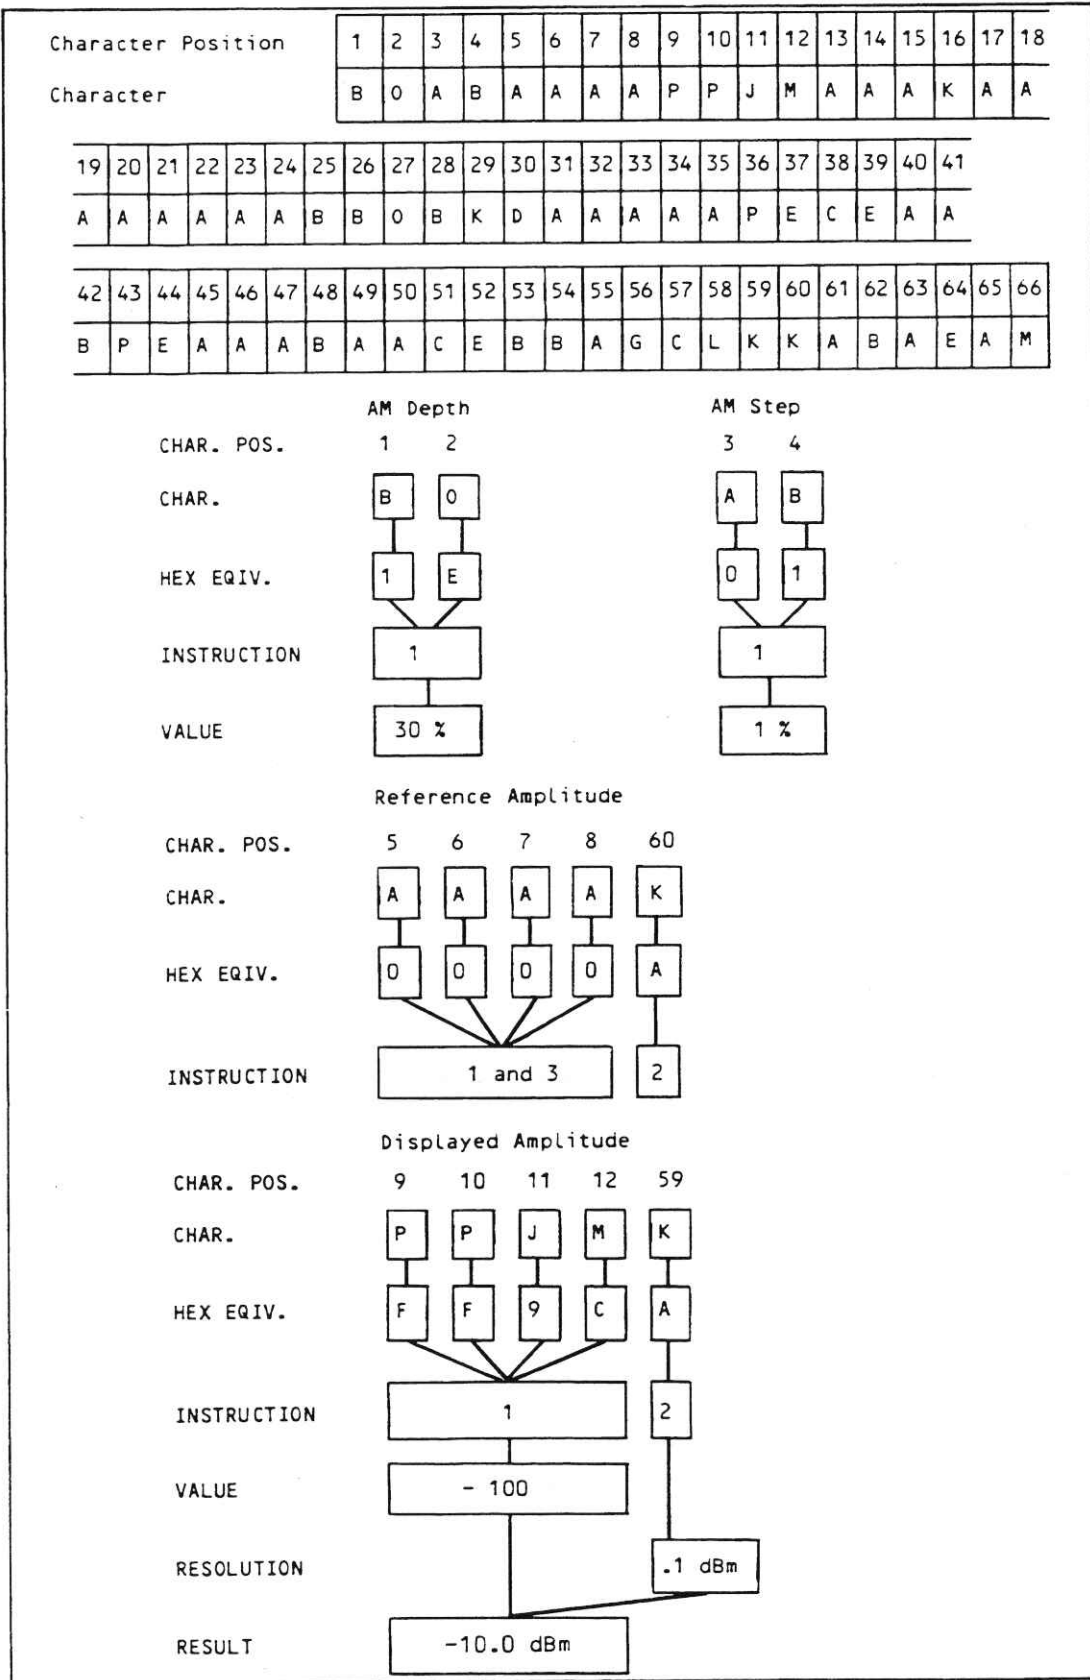 Character Position 1 2 3 4 5 6 7 8 9 10 11 12 13 14 15 16 17 18
Character B O A B A A A A P P J M A A A K A A
19 20 21 22 23 24 25 26 27 28 29 30 31 32 33 34 35 36 37 38 39 40 41
A A A A A A B B O B K D A A A A A P E C E A A
42 43 44 45 46 47 48 49 50 51 52 53 54 55 56 57 58 59 60 61 62 63 64 65 66
B P E A A A B A A C E B B A G C L K K A B A E A M
AM Depth AM Step
CHAR. POS. 1 2 3 4
CHAR. B O A B
HEX EQIV. 1 E 0 1
INSTRUCTION 1 1
VALUE 30 % 1 %
Reference Amplitude
CHAR. POS. 5 6 7 8 60
CHAR. A A A A K
HEX EQIV. 0 0 0 0 A
INSTRUCTION 1 and 3 2
Displayed Amplitude
CHAR. POS. 9 10 11 12 59
CHAR. P P J M K
HEX EQIV. F F 9 C A
INSTRUCTION 1 2
VALUE - 100
RESOLUTION .1 dBm
RESULT -10.0 dBm